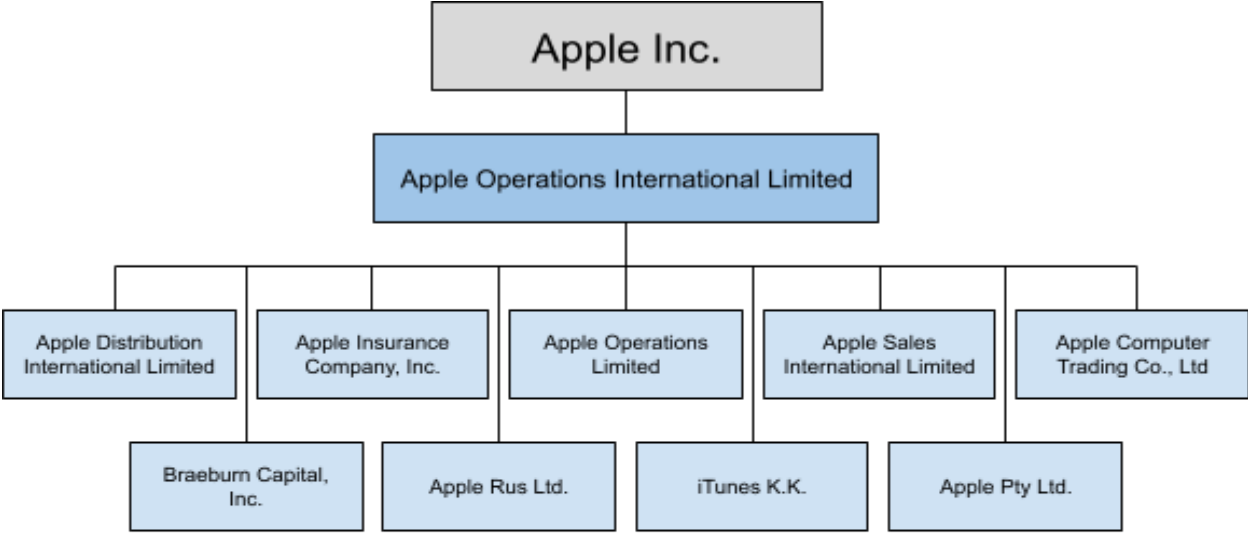 Apple Inc.
Apple Operations International Limited
Apple Distribution
International Limited
Apple Insurance
Company, Inc.
Apple Operations
Limited
Apple Sales
International Limited
Apple Computer
Trading Co., Ltd
Braeburn Capital,
Inc.
Apple Rus Ltd.
iTunes K.K.
Apple Pty Ltd.